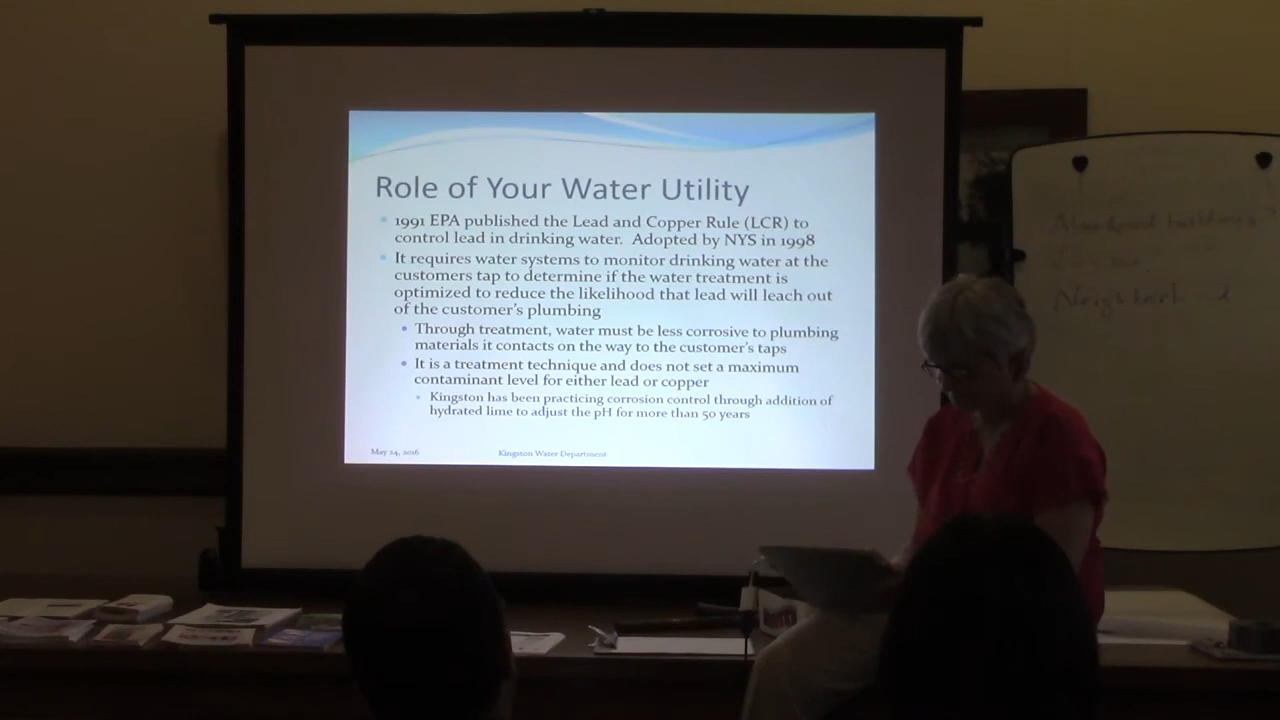 Role of Your Water Utility
1991 EPA published the Lead and Copper Rule (LCR) to
control lead in drinking water. Adopted by NYS in 1998
It requires water systems to monitor drinking water at the
customers tap to determine if the water treatment is
optimized to reduce the likelihood that lead will leach out
of the customer's plumbing
Through treatment, water must be less corrosive to plumbing
materials it contacts on the way to the customer's taps
It is a treatment technique and does not set a maximum
contaminant level for either lead or copper
Kingston has been practicing corrosion control through addition of
hydrated lime to adjust the pH for more than 50 years
May 24, 2016
Kingston Water Department